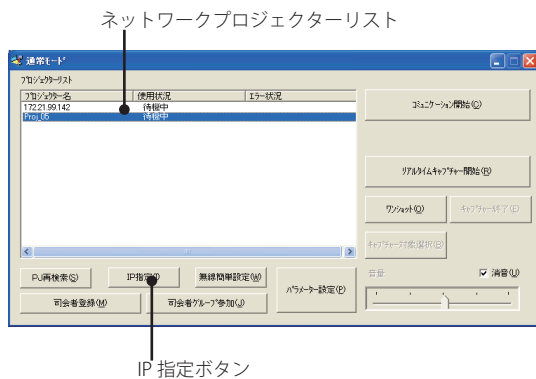 ネットワークプロジェクターリスト
通常モード
プロジェクターリスト
プロジェクター名 使用状況 エラー状況
172.21.99.142 待機中
Proj_05 待機中
コミュニケーション開始(C)
リアルタイムキャプチャー開始(R)
ワンショット(O) キャプチャー終了(E)
キャプチャー対象選択(B)
PJ再検索(S) IP指定(I) 無線簡単設定(W)
パラメーター設定(P)
音量 消音(U)
司会者登録(M) 司会者グループ参加(J)
IP 指定ボタン